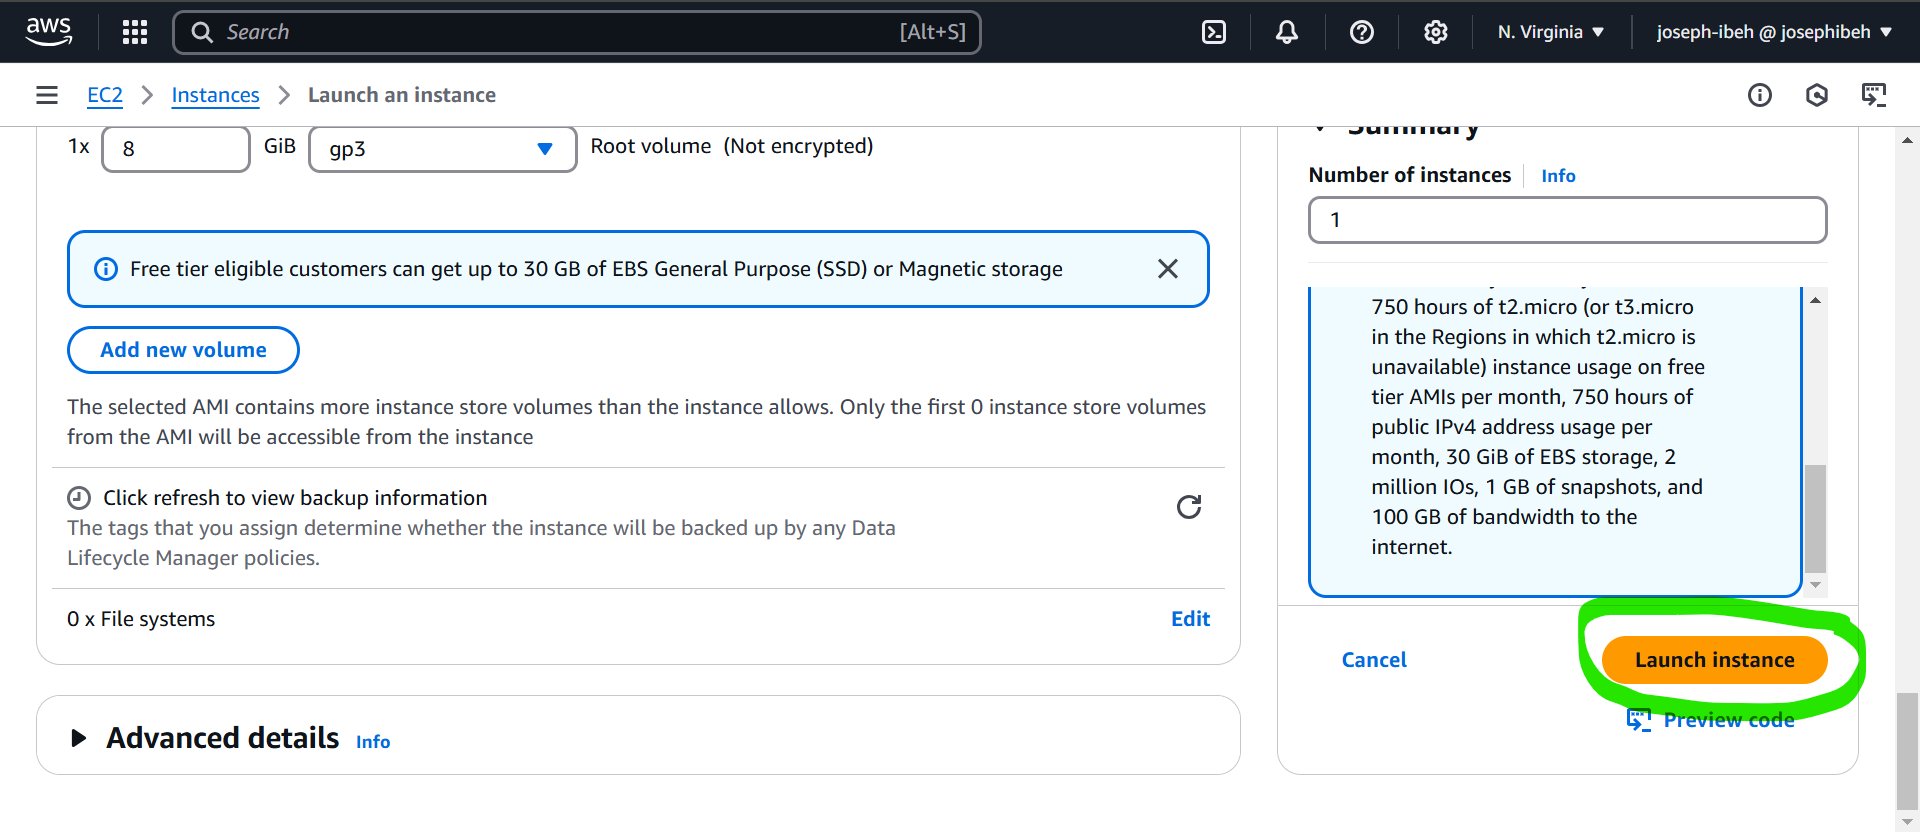 aws
Search
[Alt+S]
N. Virginia
joseph-ibeh @ josephibeh
EC2
Instances
Launch an instance
1x
8
GiB
gp3
Root volume (Not encrypted)
Free tier eligible customers can get up to 30 GB of EBS General Purpose (SSD) or Magnetic storage
Add new volume
The selected AMI contains more instance store volumes than the instance allows. Only the first 0 instance store volumes
from the AMI will be accessible from the instance
Click refresh to view backup information
The tags that you assign determine whether the instance will be backed up by any Data
Lifecycle Manager policies.
0 x File systems
Edit
Advanced details
Info
Summary
Number of instances
Info
1
750 hours of t2.micro (or t3.micro
in the Regions in which t2.micro is
unavailable) instance usage on free
tier AMIs per month, 750 hours of
public IPv4 address usage per
month, 30 GiB of EBS storage, 2
million IOs, 1 GB of snapshots, and
100 GB of bandwidth to the
internet.
Cancel
Launch instance
Preview code